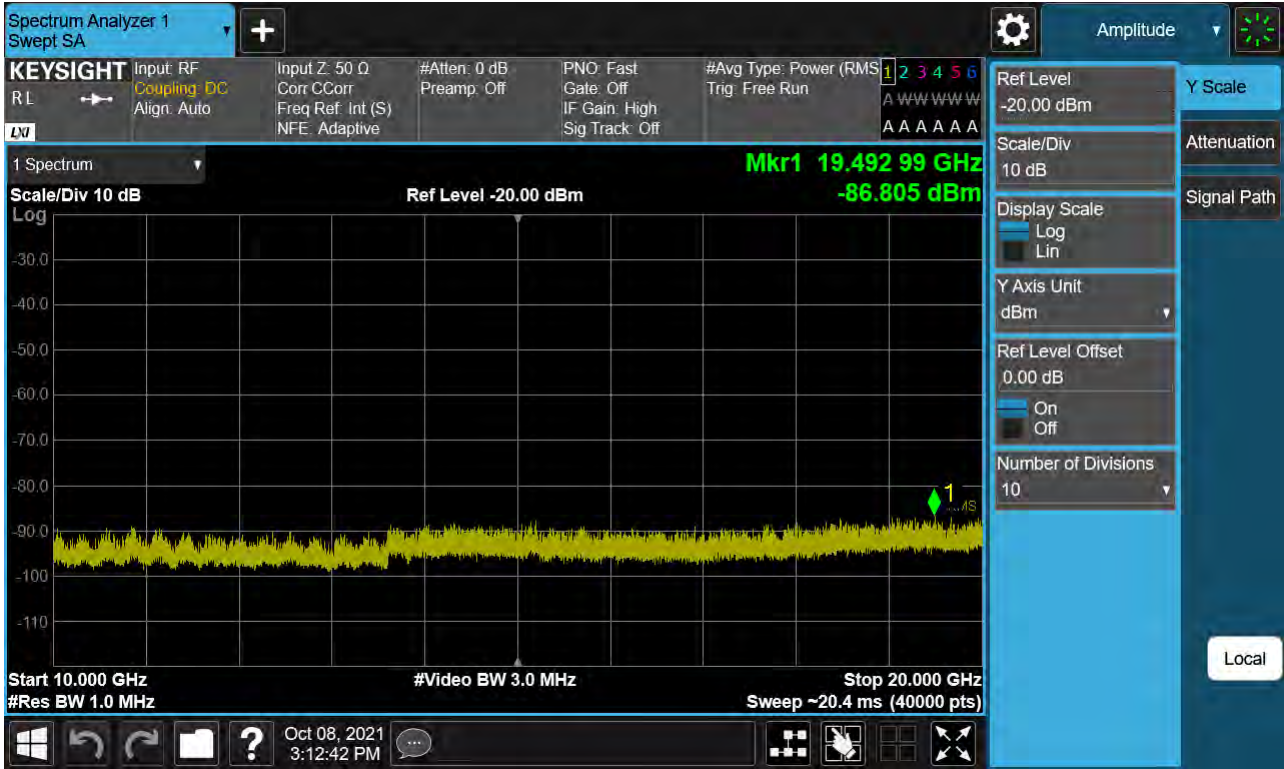 Spectrum Analyzer 1
Swept SA
Amplitude
KEYSIGHT
R L
LXI
Input: RF
Coupling: DC
Align: Auto
Input Z: 50 Ω
Corr CCorr
Freq Ref: Int (S)
NFE: Adaptive
#Atten: 0 dB
Preamp: Off
PNO: Fast
Gate: Off
IF Gain: High
Sig Track: Off
#Avg Type: Power (RMS
Trig: Free Run
1 2 3 4 5 6
A W W W W W
A A A A A A
1 Spectrum
Mkr1 19.492 99 GHz
-86.805 dBm
Scale/Div 10 dB
Ref Level -20.00 dBm
Log
-30.0
-40.0
-50.0
-60.0
-70.0
-80.0
-90.0
-100
-110
1
Start 10.000 GHz
#Video BW 3.0 MHz
Stop 20.000 GHz
#Res BW 1.0 MHz
Sweep ~20.4 ms (40000 pts)
Oct 08, 2021
3:12:42 PM
Ref Level
-20.00 dBm
Scale/Div
10 dB
Display Scale
Log
Lin
Y Axis Unit
dBm
Ref Level Offset
0.00 dB
On
Off
Number of Divisions
10
Y Scale
Attenuation
Signal Path
Local